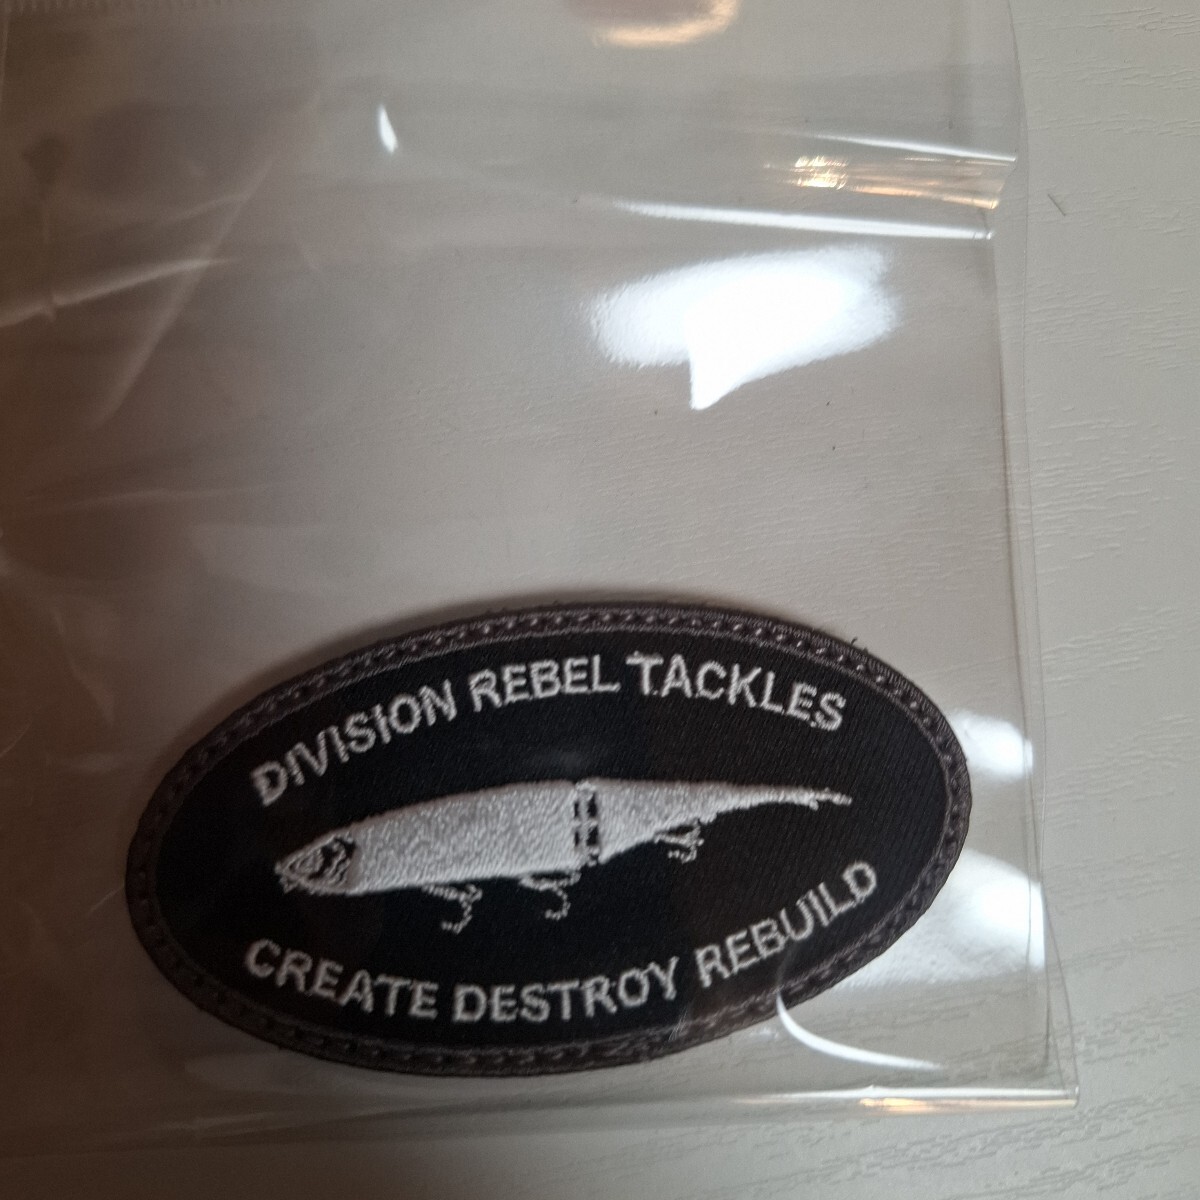 DIVISION REBEL TACKLES
CREATE DESTROY REBUILD